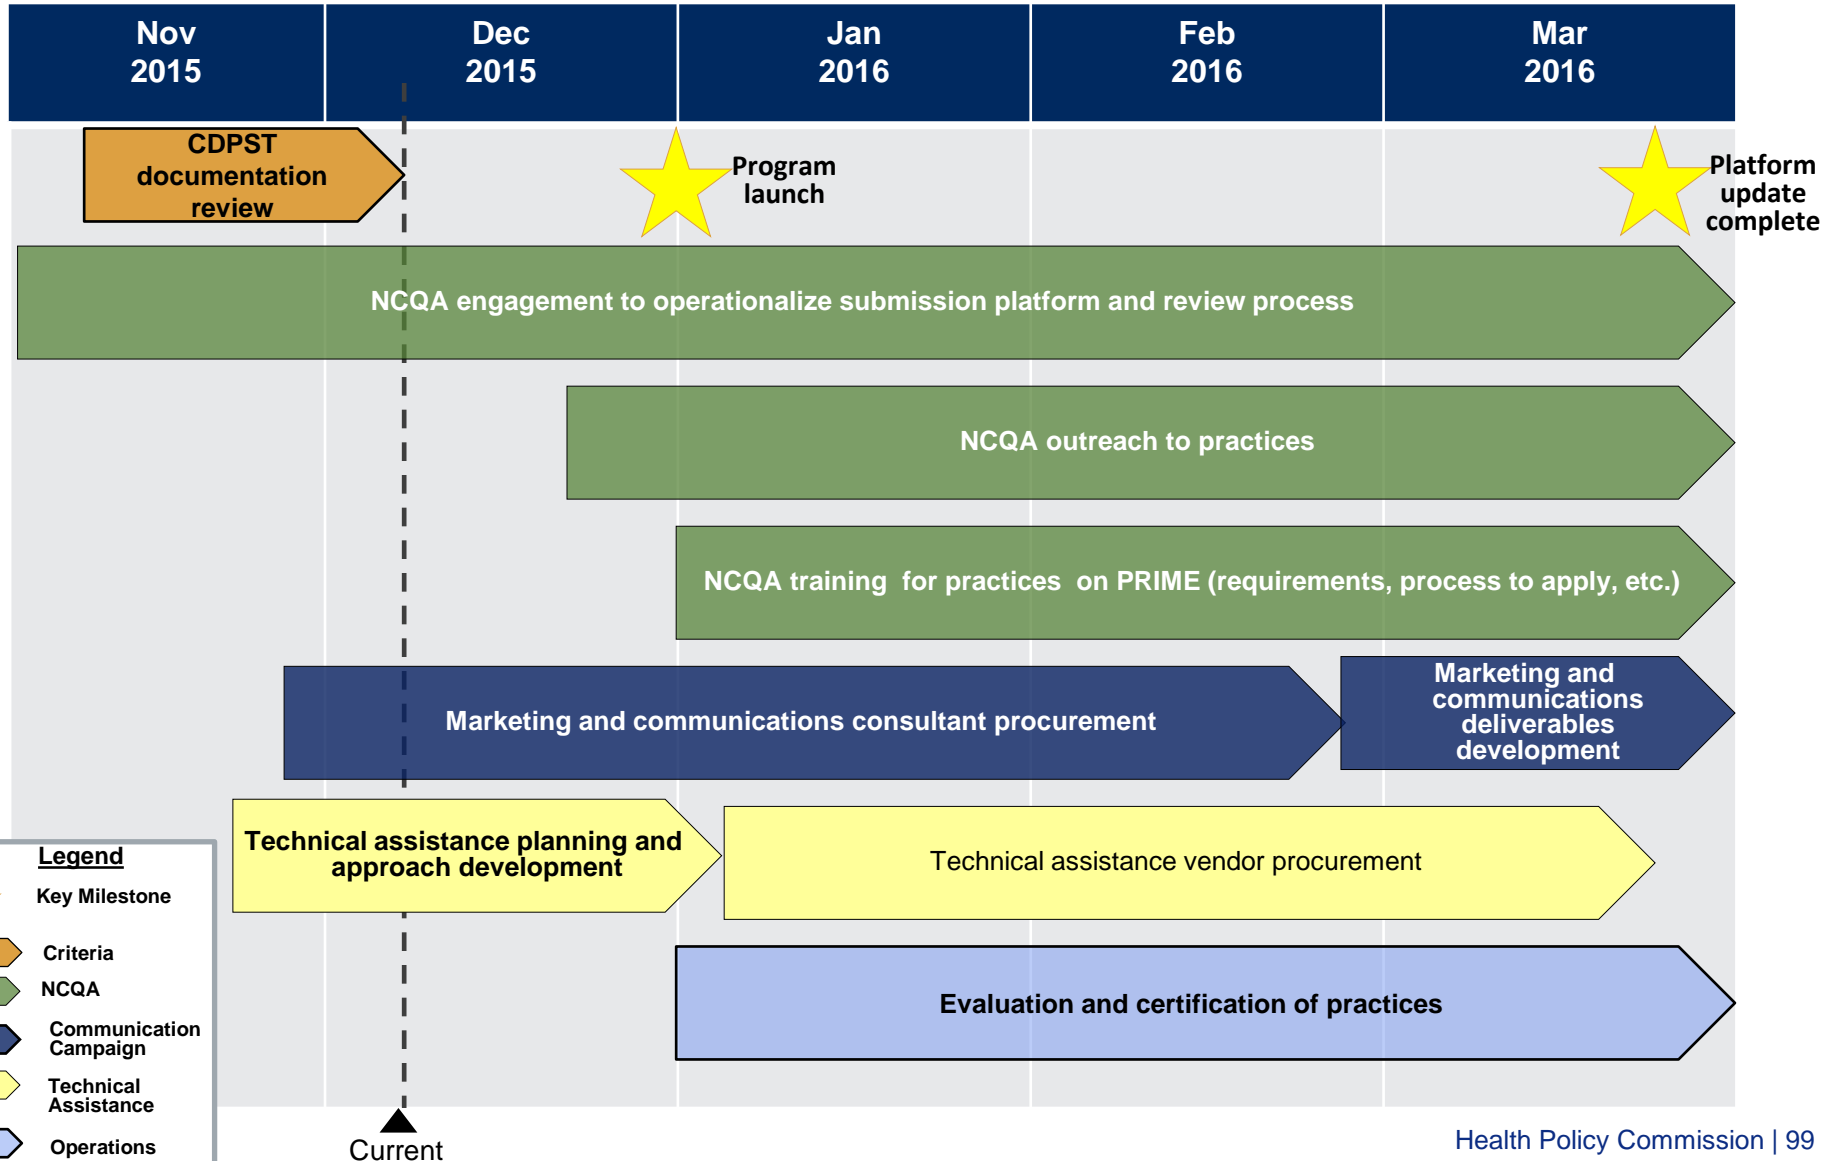 Nov
2015
Dec
2015
Jan
2016
Feb
2016
Mar
2016
CDPST
documentation
review
Program
launch
Platform
update
complete
NCQA engagement to operationalize submission platform and review process
NCQA outreach to practices
NCQA training for practices on PRIME (requirements, process to apply, etc.)
Marketing and communications consultant procurement
Marketing and
communications
deliverables
development
Technical assistance planning and
approach development
Technical assistance vendor procurement
Evaluation and certification of practices
Legend
Key Milestone
Criteria
NCQA
Communication
Campaign
Technical
Assistance
Operations
Current
Health Policy Commission | 99